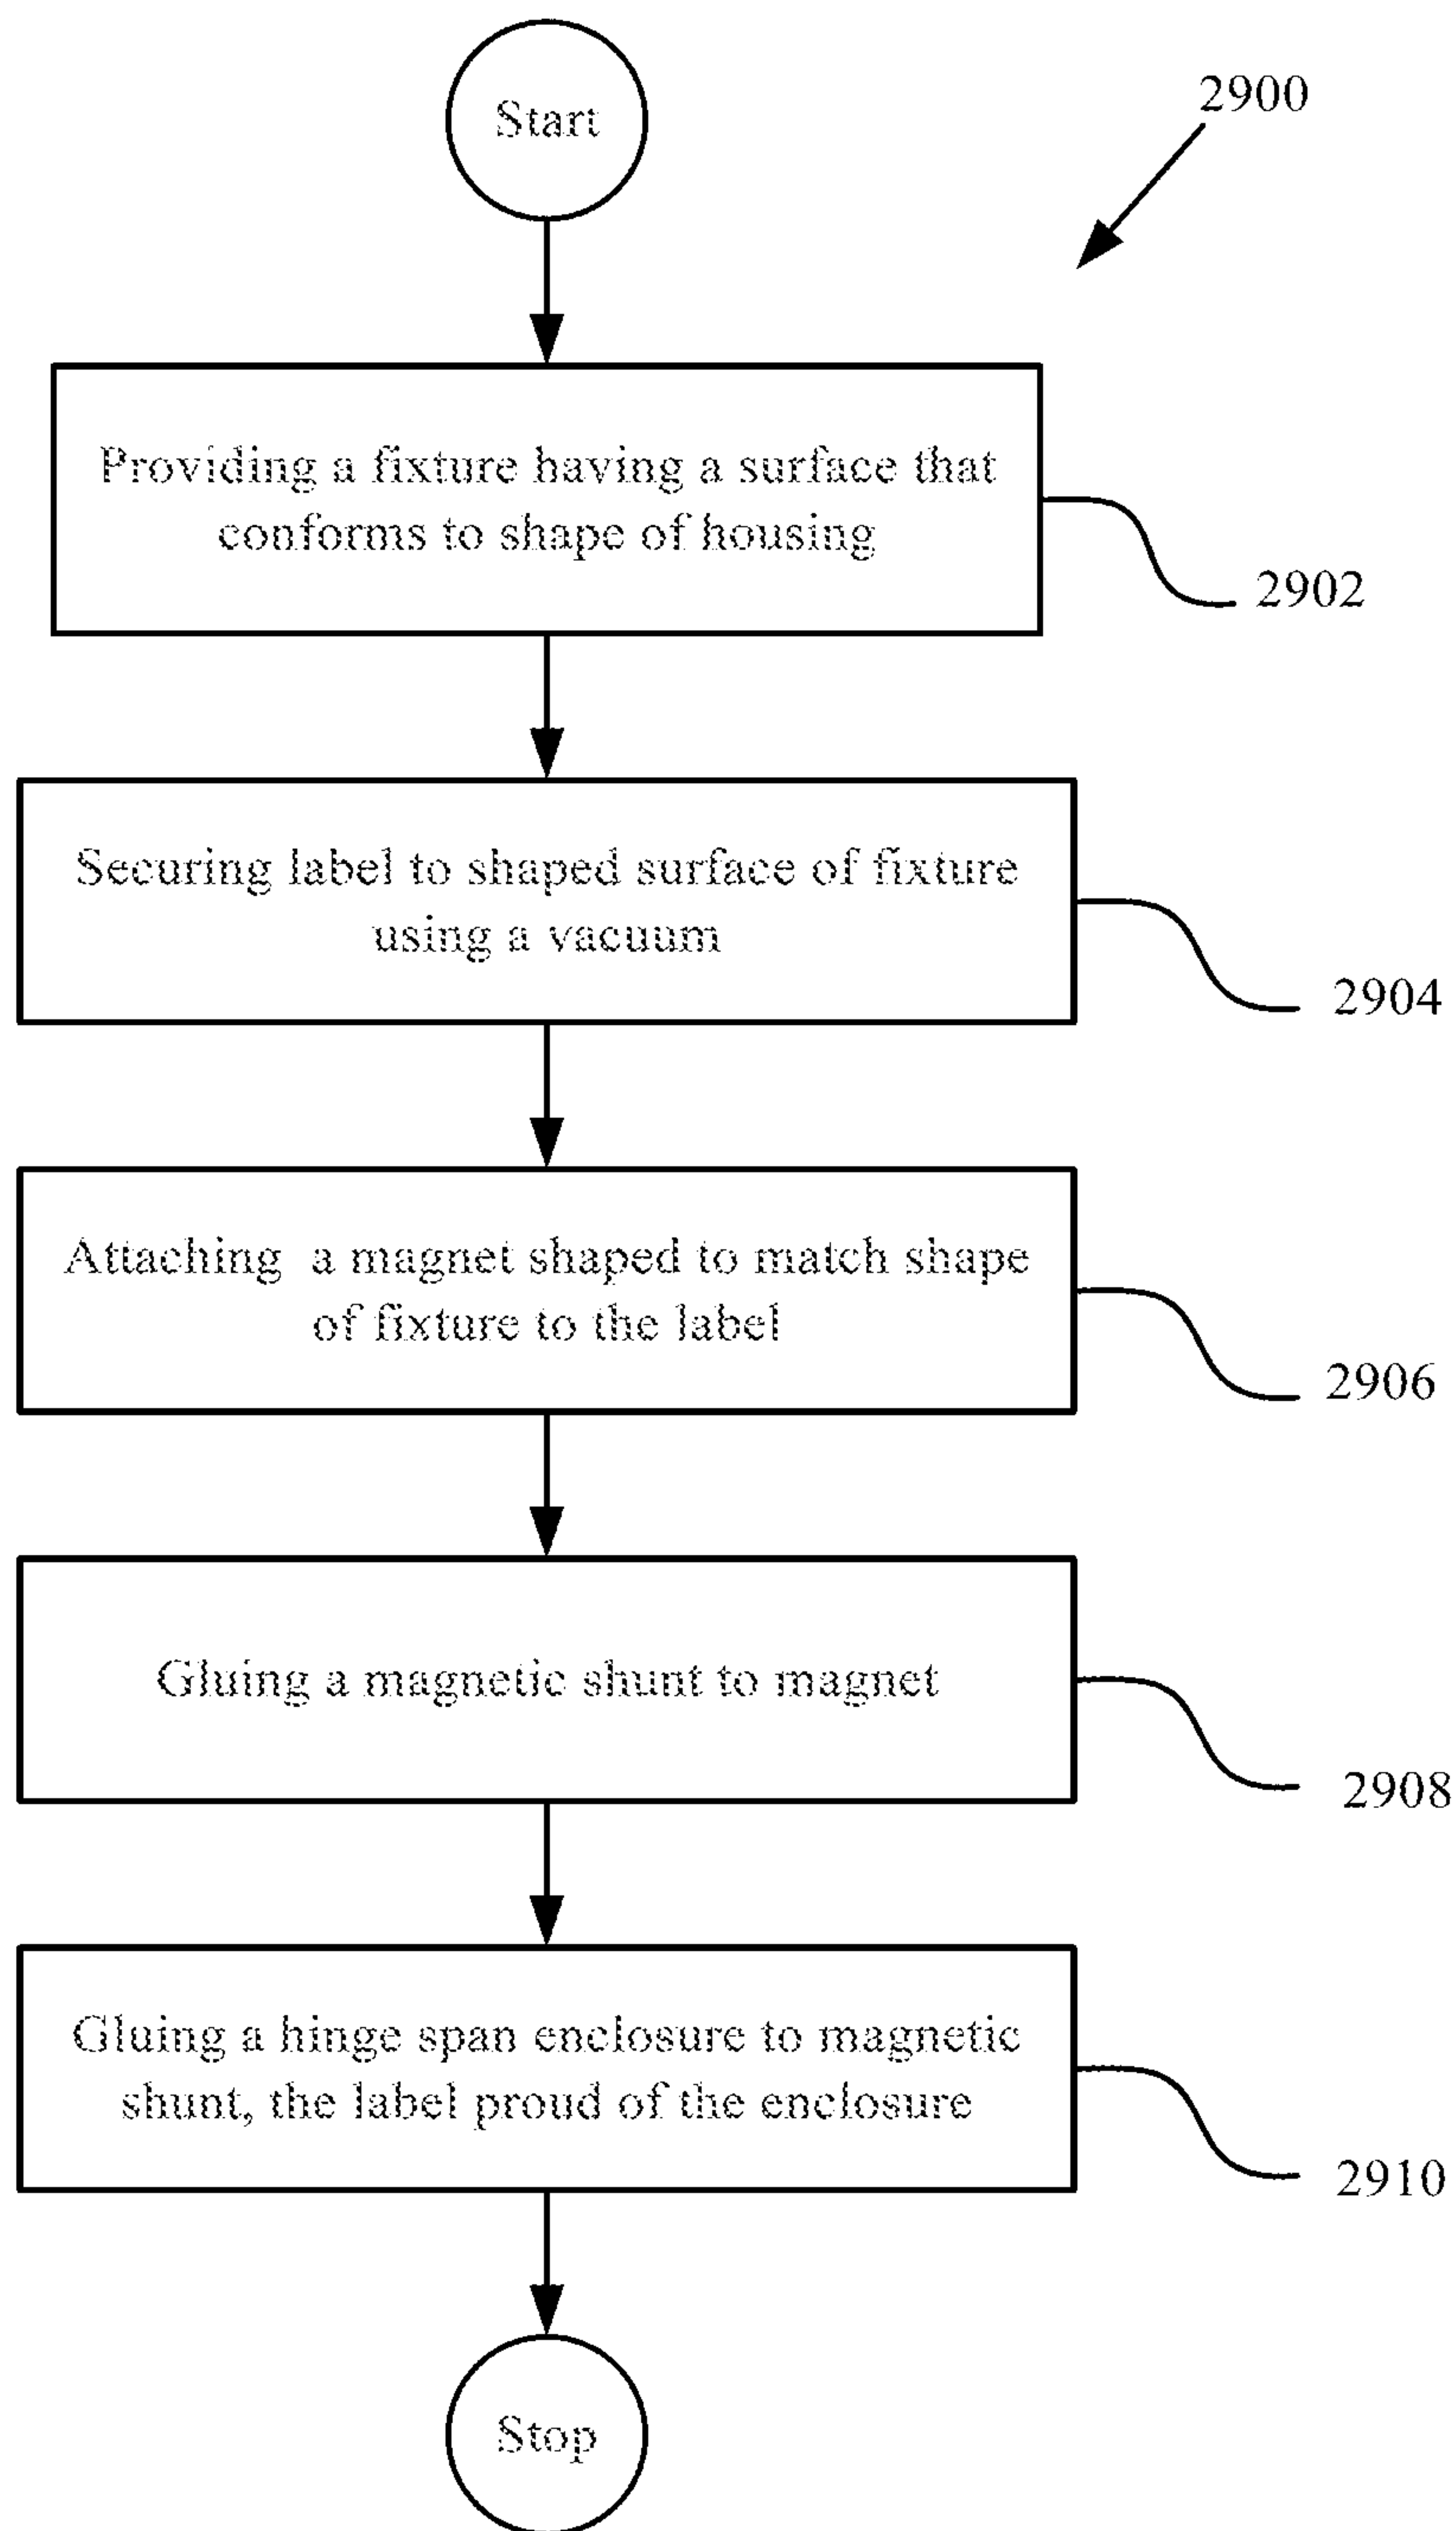 Start
2900
Providing a fixture having a surface that
conforms to shape of housing
2902
Securing label to shaped surface of fixture
using a vacuum
2904
Attaching a magnet shaped to match shape
of fixture to the label
2906
Gluing a magnetic shunt to magnet
2908
Gluing a hinge span enclosure to magnetic
shunt, the label proud of the enclosure
2910
Stop